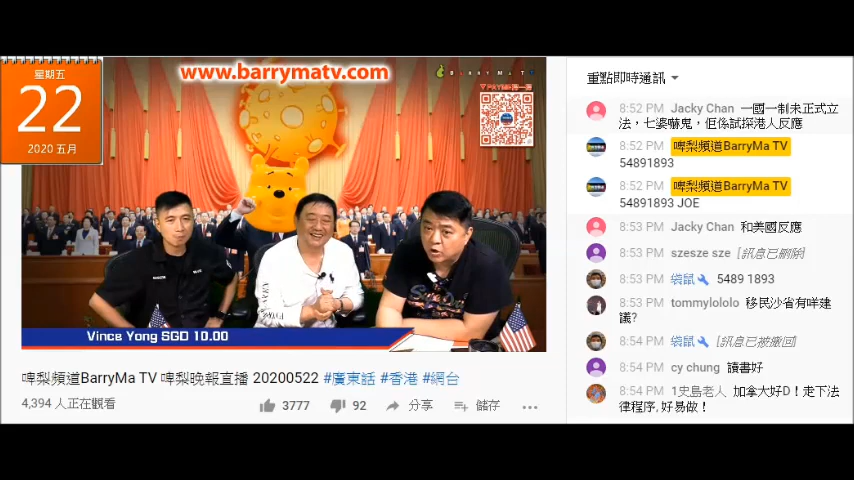 星期五
22
2020 五月
www.barrymatv.com
BARRY MA TV
Vince Yong SGD 10.00
啤梨頻道BarryMa TV 啤梨晚報直播 20200522 #廣東話 #香港 #網台
4,394 人正在觀看
3777
92
分享
儲存
重點即時通訊
8:52 PM Jacky Chan 一國一制未正式立
法，七婆嚇鬼，佢係試探港人反應
8:52 PM 啤梨頻道BarryMa TV
54891893
8:52 PM 啤梨頻道BarryMa TV
54891893 JOE
8:53 PM Jacky Chan 和美國反應
8:53 PM szesze sze [訊息已刪除]
8:53 PM 袋鼠 5489 1893
8:53 PM tommylololo 移民沙省有咩建
議?
8:54 PM 袋鼠 [訊息已被撤回]
8:54 PM cy chung 讀書好
8:54 PM 1史島老人 加拿大好D！走下法
律程序, 好易做！